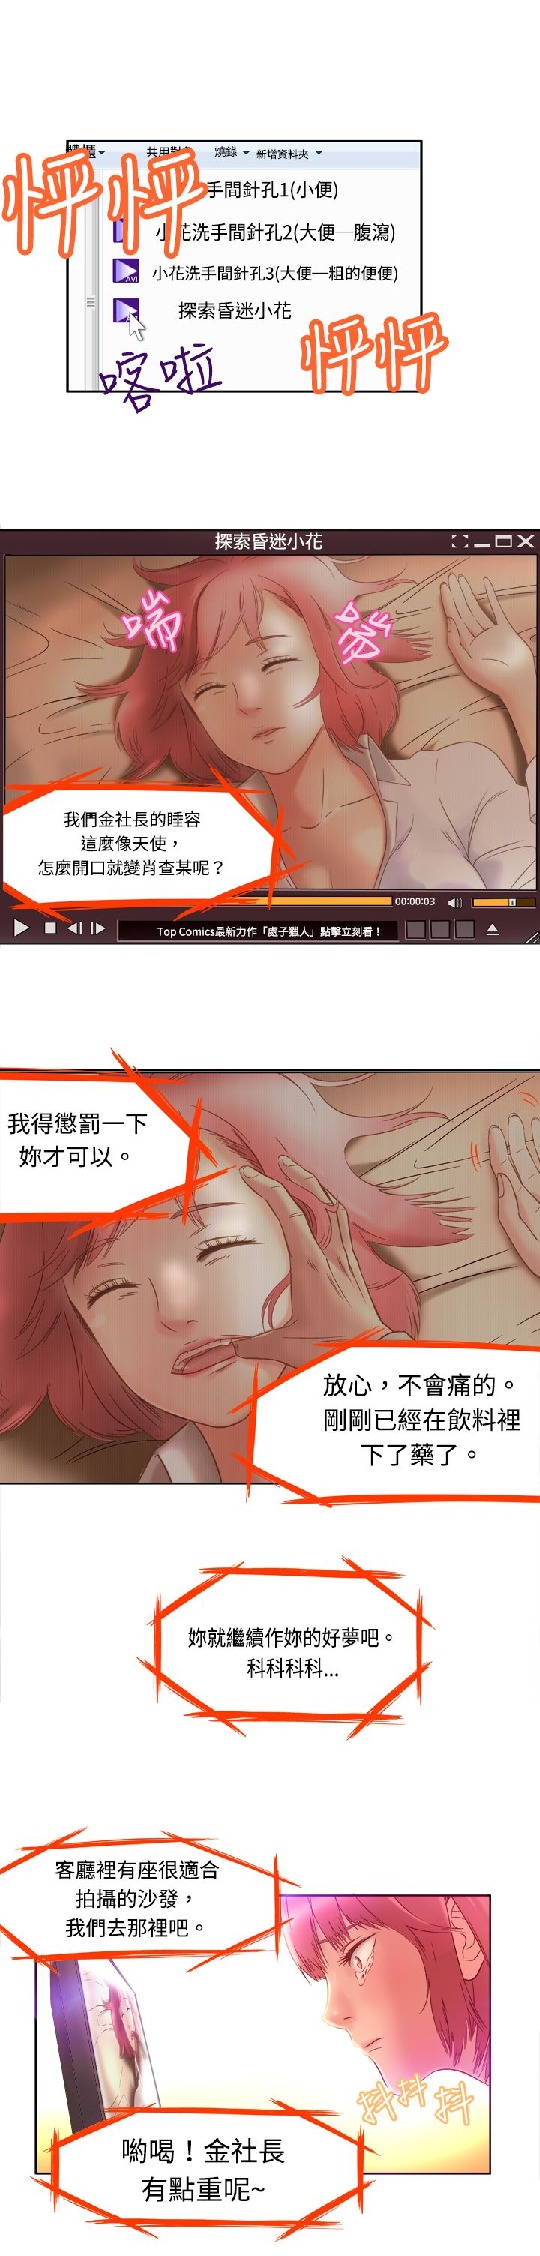 共用對
燒錄
新增資料夾
怦怦
手間針孔1(小便)
小花洗手間針孔2(大便—腹瀉)
小花洗手間針孔3(大便—粗的便便)
探索昏迷小花
喀啦
怦怦
探索昏迷小花
喘
喘
我們金社長的睡容
這麼像天使，
怎麼開口就變肖查某呢？
00:00:03
Top Comics最新力作「處子獵人」點擊立刻看！
我得懲罰一下
妳才可以。
放心，不會痛的。
剛剛已經在飲料裡
下了藥了。
妳就繼續作妳的好夢吧。
科科科科...
客廳裡有座很適合
拍攝的沙發，
我們去那裡吧。
抖抖抖
喲喝！金社長
有點重呢~